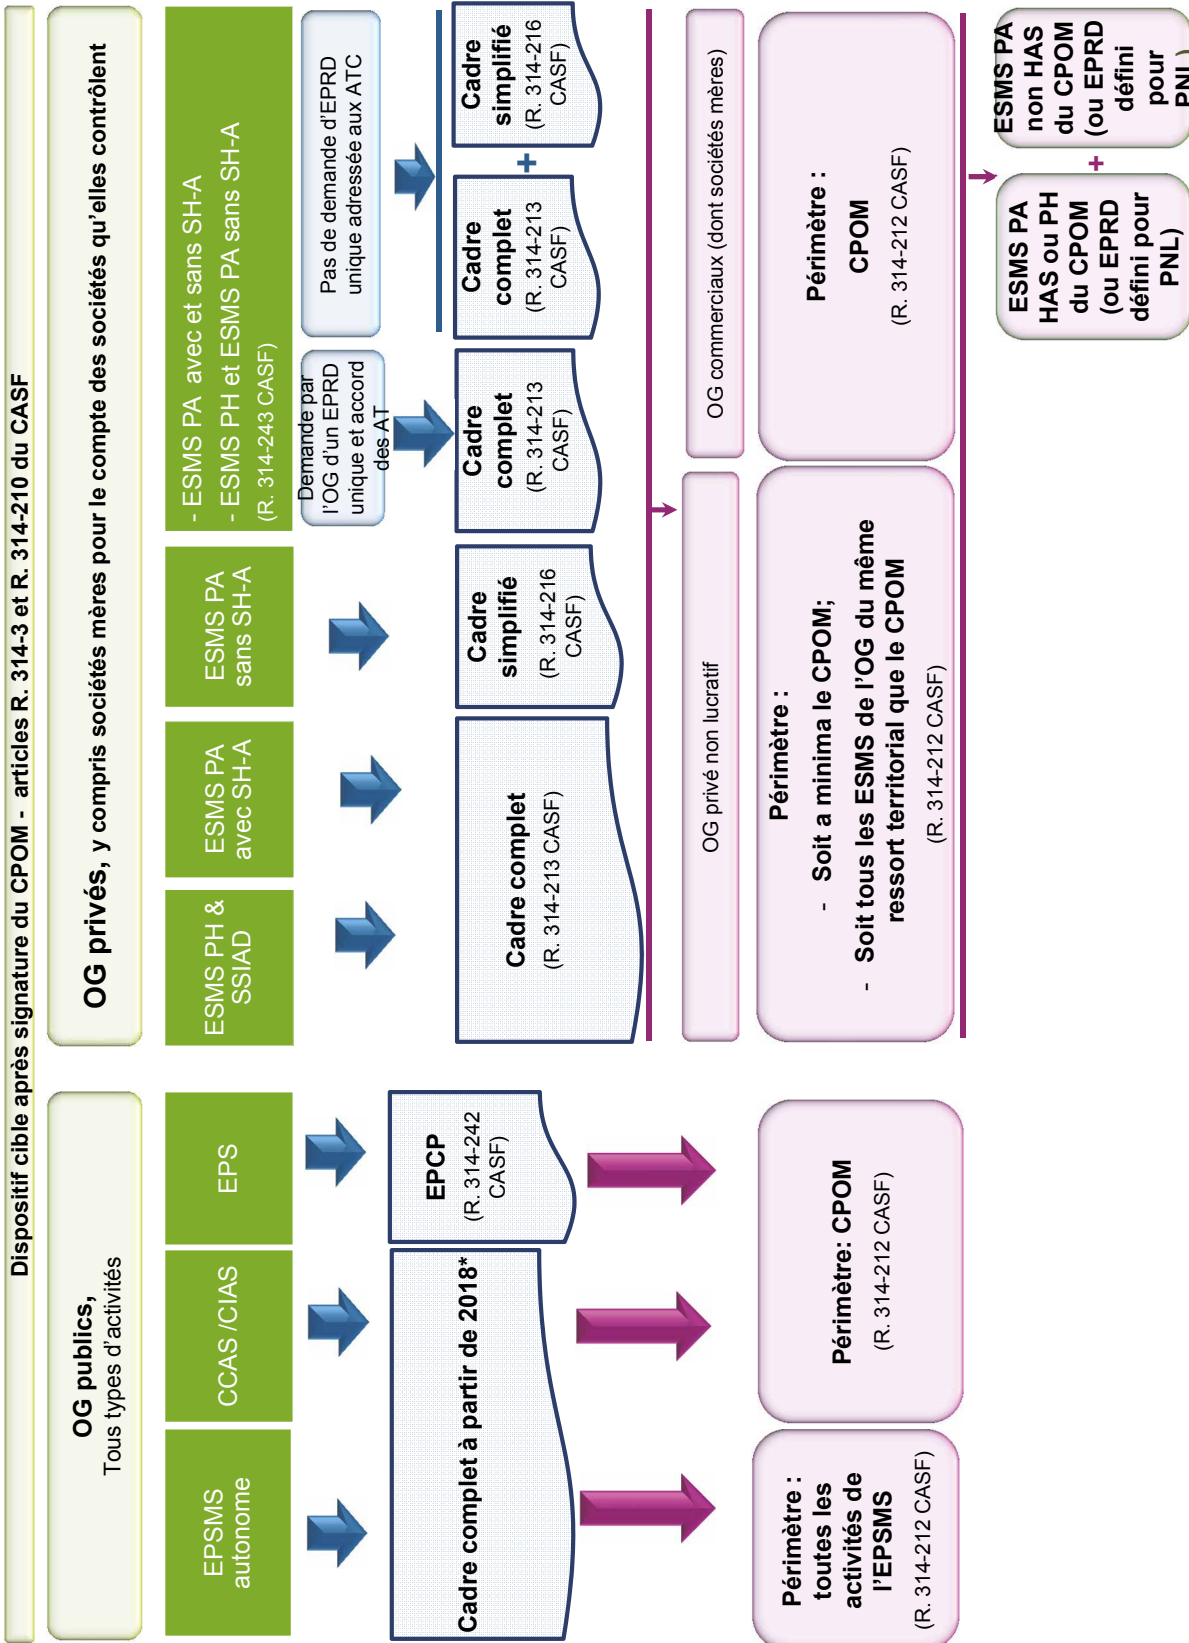 Dispositif cible après signature du CPOM - articles R. 314-3 et R. 314-210 du CASF
OG publics,
Tous types d'activités
OG privés, y compris sociétés mères pour le compte des sociétés qu'elles contrôlent
EPSMS
autonome
CCAS /CIAS
EPS
ESMS PH &
SSIAD
ESMS PA
avec SH-A
ESMS PA
sans SH-A
- ESMS PA avec et sans SH-A
- ESMS PH et ESMS PA sans SH-A
(R. 314-243 CASF)
Demande par
l'OG d'un EPRD
unique et accord
des AT
Pas de demande d'EPRD
unique adressée aux ATC
Cadre complet à partir de 2018*
EPCP
(R. 314-242
CASF)
Cadre complet
(R. 314-213 CASF)
Cadre
simplifié
(R. 314-216
CASF)
Cadre
complet
(R. 314-213
CASF)
Cadre
complet
(R. 314-213
CASF)
+
Cadre
simplifié
(R. 314-216
CASF)
OG privé non lucratif
OG commerciaux (dont sociétés mères)
Périmètre :
toutes les
activités de
l'EPSMS
(R. 314-212 CASF)
Périmètre: CPOM
(R. 314-212 CASF)
Périmètre :
- Soit a minima le CPOM;
- Soit tous les ESMS de l'OG du même
ressort territorial que le CPOM
(R. 314-212 CASF)
Périmètre :
CPOM
(R. 314-212 CASF)
ESMS PA
HAS ou PH
du CPOM
(ou EPRD
défini pour
PNL)
+
ESMS PA
non HAS
du CPOM
(ou EPRD
défini
pour
PNL )